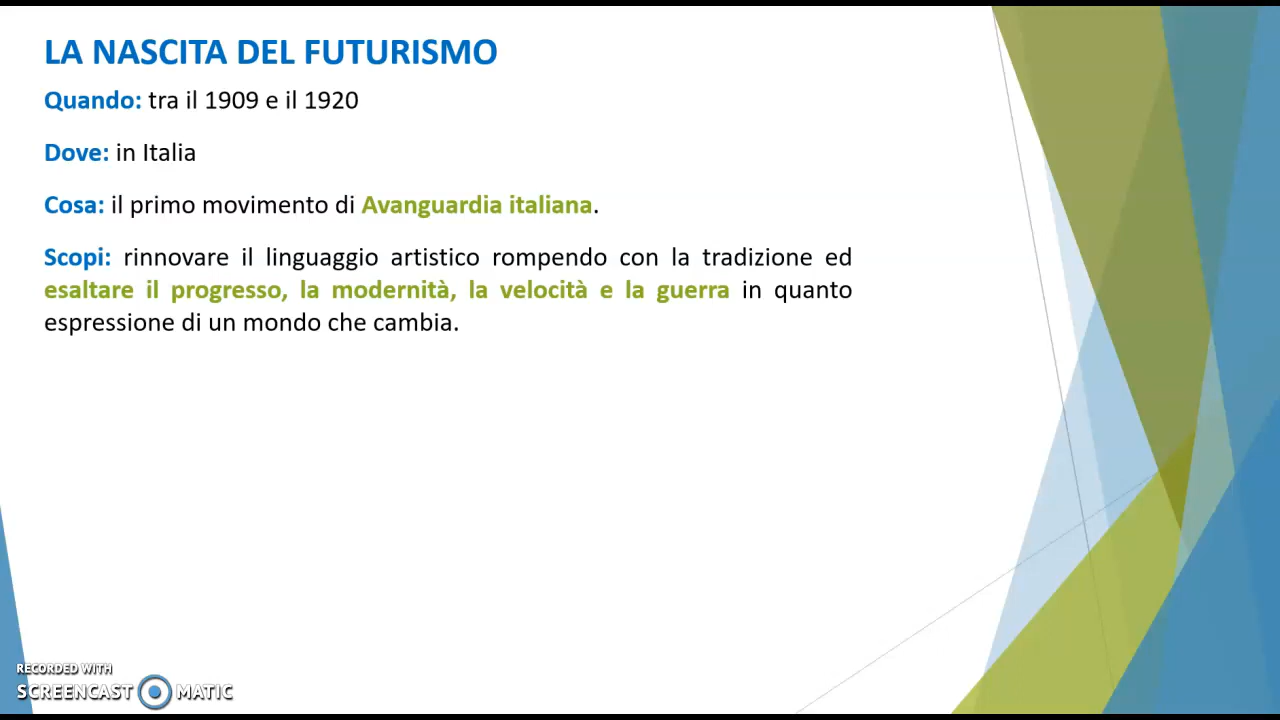 LA NASCITA DEL FUTURISMO
Quando: tra il 1909 e il 1920
Dove: in Italia
Cosa: il primo movimento di Avanguardia italiana.
Scopi: rinnovare il linguaggio artistico rompendo con la tradizione ed
esaltare il progresso, la modernità, la velocità e la guerra in quanto
espressione di un mondo che cambia.
RECORDED WITH
SCREENCAST MATIC